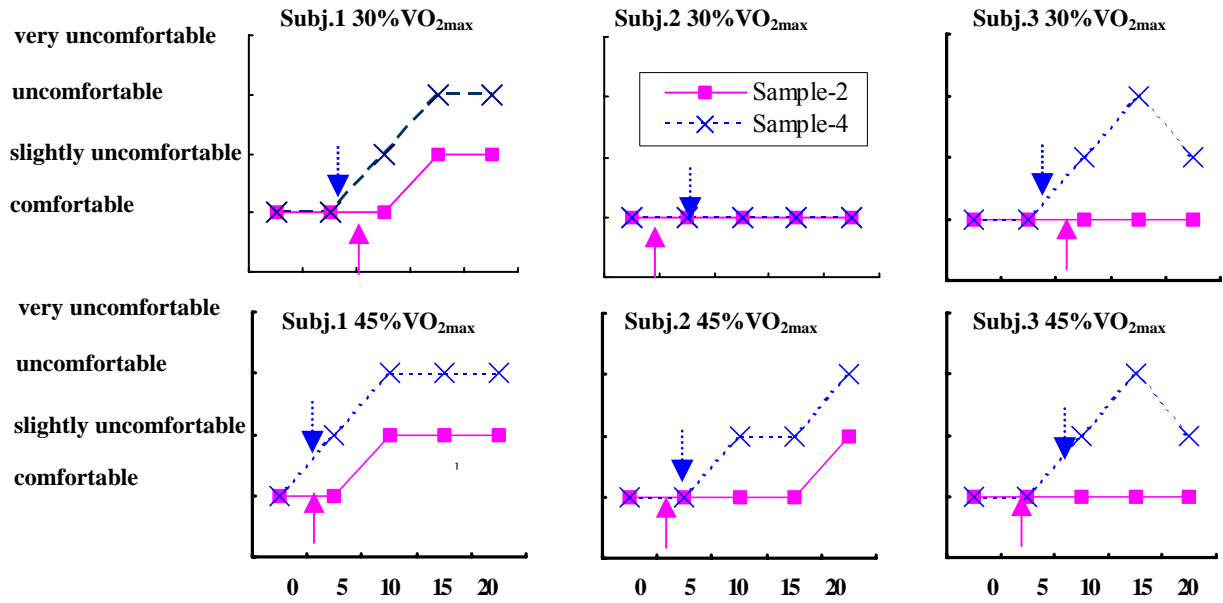 Subj.1 30%VO2max
Subj.2 30%VO2max
Subj.3 30%VO2max
very uncomfortable
uncomfortable
slightly uncomfortable
comfortable
Sample-2
Sample-4
Subj.1 45%VO2max
Subj.2 45%VO2max
Subj.3 45%VO2max
very uncomfortable
uncomfortable
slightly uncomfortable
comfortable
1
0 5 10 15 20
0 5 10 15 20
0 5 10 15 20